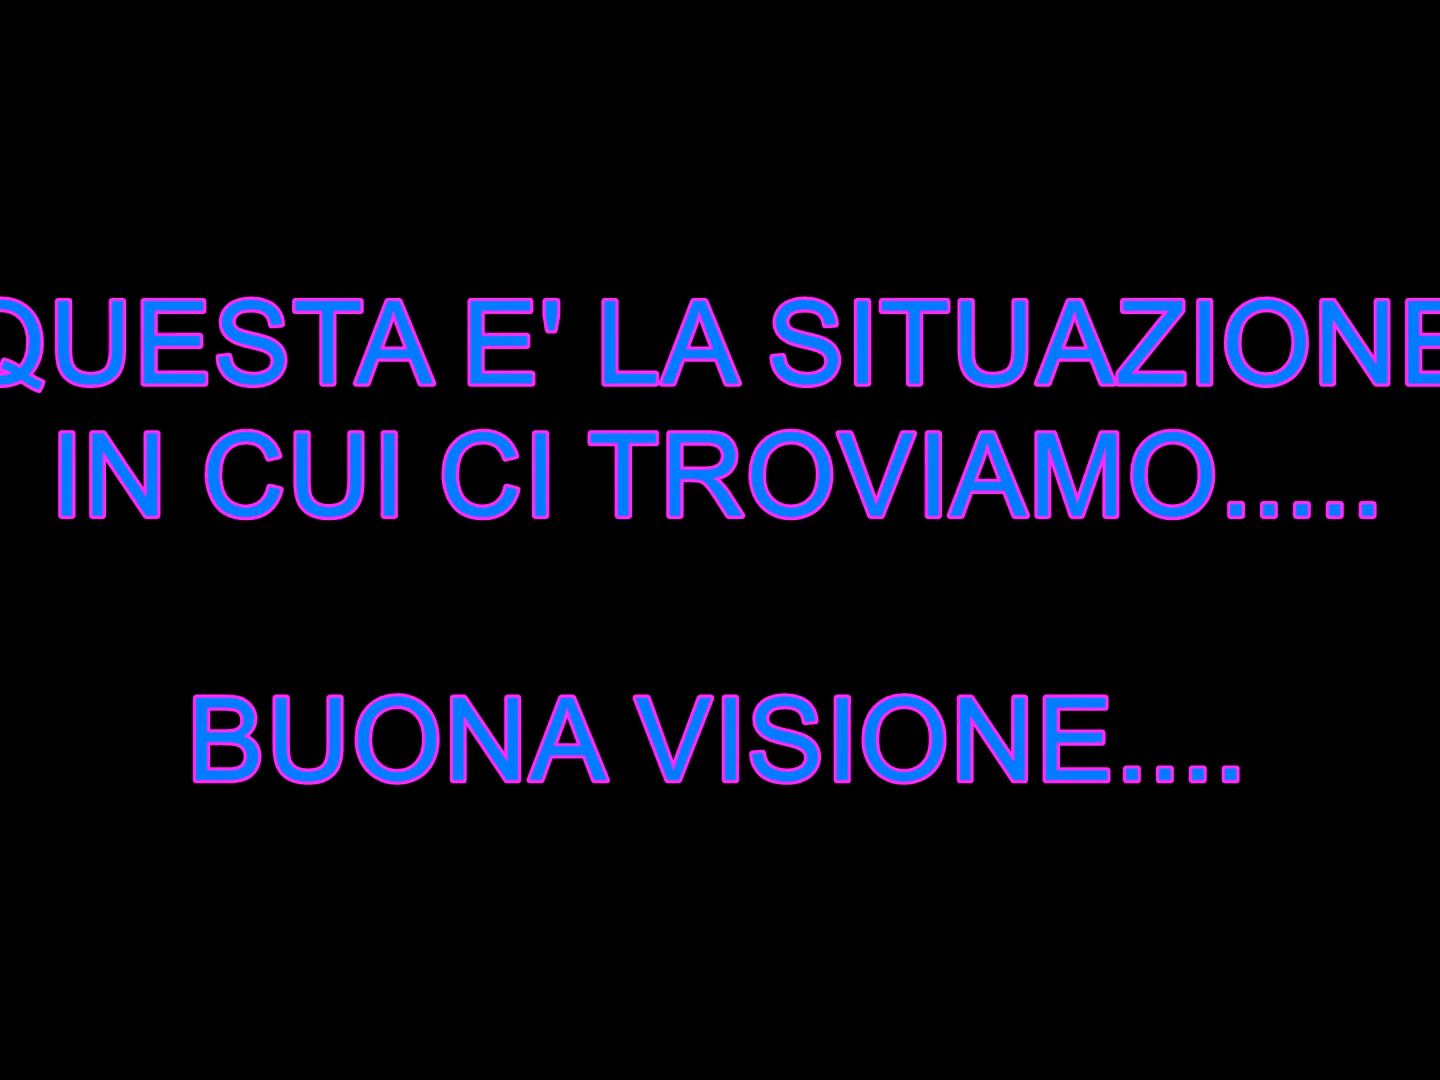 QUESTA E' LA SITUAZIONE
IN CUI CI TROVIAMO.....
BUONA VISIONE....